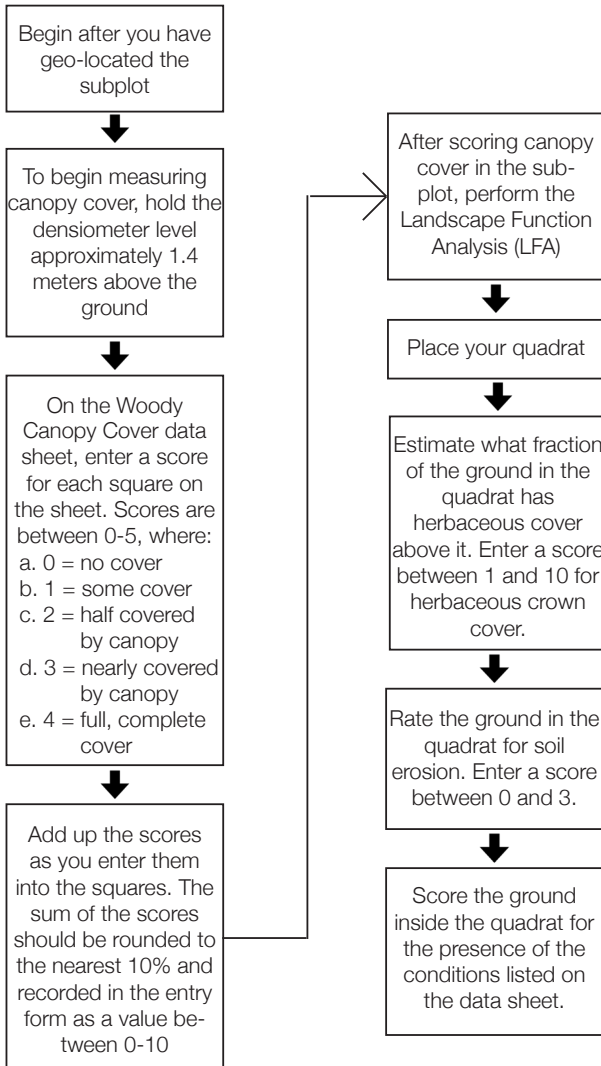 Begin after you have
geo-located the
subplot
To begin measuring
canopy cover, hold the
densiometer level
approximately 1.4
meters above the
ground
On the Woody
Canopy Cover data
sheet, enter a score
for each square on
the sheet. Scores are
between 0-5, where:
a. 0 = no cover
b. 1 = some cover
c. 2 = half covered
by canopy
d. 3 = nearly covered
by canopy
e. 4 = full, complete
cover
Add up the scores
as you enter them
into the squares. The
sum of the scores
should be rounded to
the nearest 10% and
recorded in the entry
form as a value be-
tween 0-10
After scoring canopy
cover in the sub-
plot, perform the
Landscape Function
Analysis (LFA)
Place your quadrat
Estimate what fraction
of the ground in the
quadrat has
herbaceous cover
above it. Enter a score
between 1 and 10 for
herbaceous crown
cover.
Rate the ground in the
quadrat for soil
erosion. Enter a score
between 0 and 3.
Score the ground
inside the quadrat for
the presence of the
conditions listed on
the data sheet.